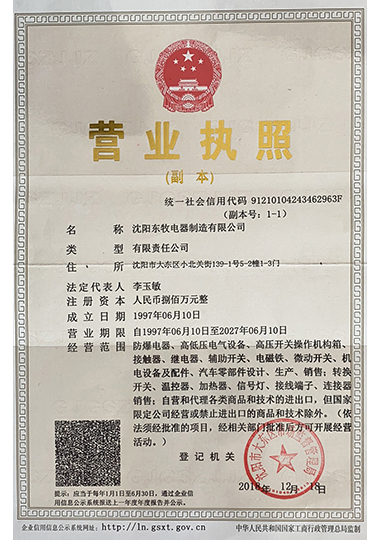 营业执照
(副本)
统一社会信用代码 91210104243462963F
(副本号: 1-1)
名 称 沈阳东牧电器制造有限公司
类 型 有限责任公司
住 所 沈阳市大东区小北关街139-1号5-2幢1-3门
法定代表人 李玉敏
注册资本 人民币捌佰万元整
成立日期 1997年06月10日
营业期限 自1997年06月10日至2027年06月10日
经营范围 防爆电器、高低压电气设备、高压开关操作机构箱、
接触器、继电器、辅助开关、电磁铁、微动开关、机
电设备及配件、汽车零部件设计、生产、销售；转换
开关、温控器、加热器、信号灯、接线端子、连接器
销售；自营和代理各类商品和技术的进出口，但国家
限定公司经营或禁止进出口的商品和技术除外。（依
法须经批准的项目，经相关部门批准后方可开展经营
活动。）
登记机关
沈阳市大东区市场监督管理局
2016年 12月
提示：应当于每年1月1日至6月30日，通过企业信
用信息公示系统报送上一年度年度报告并公示。
企业信用信息公示系统网址：http://ln.gsxt.gov.cn
中华人民共和国国家工商行政管理总局监制